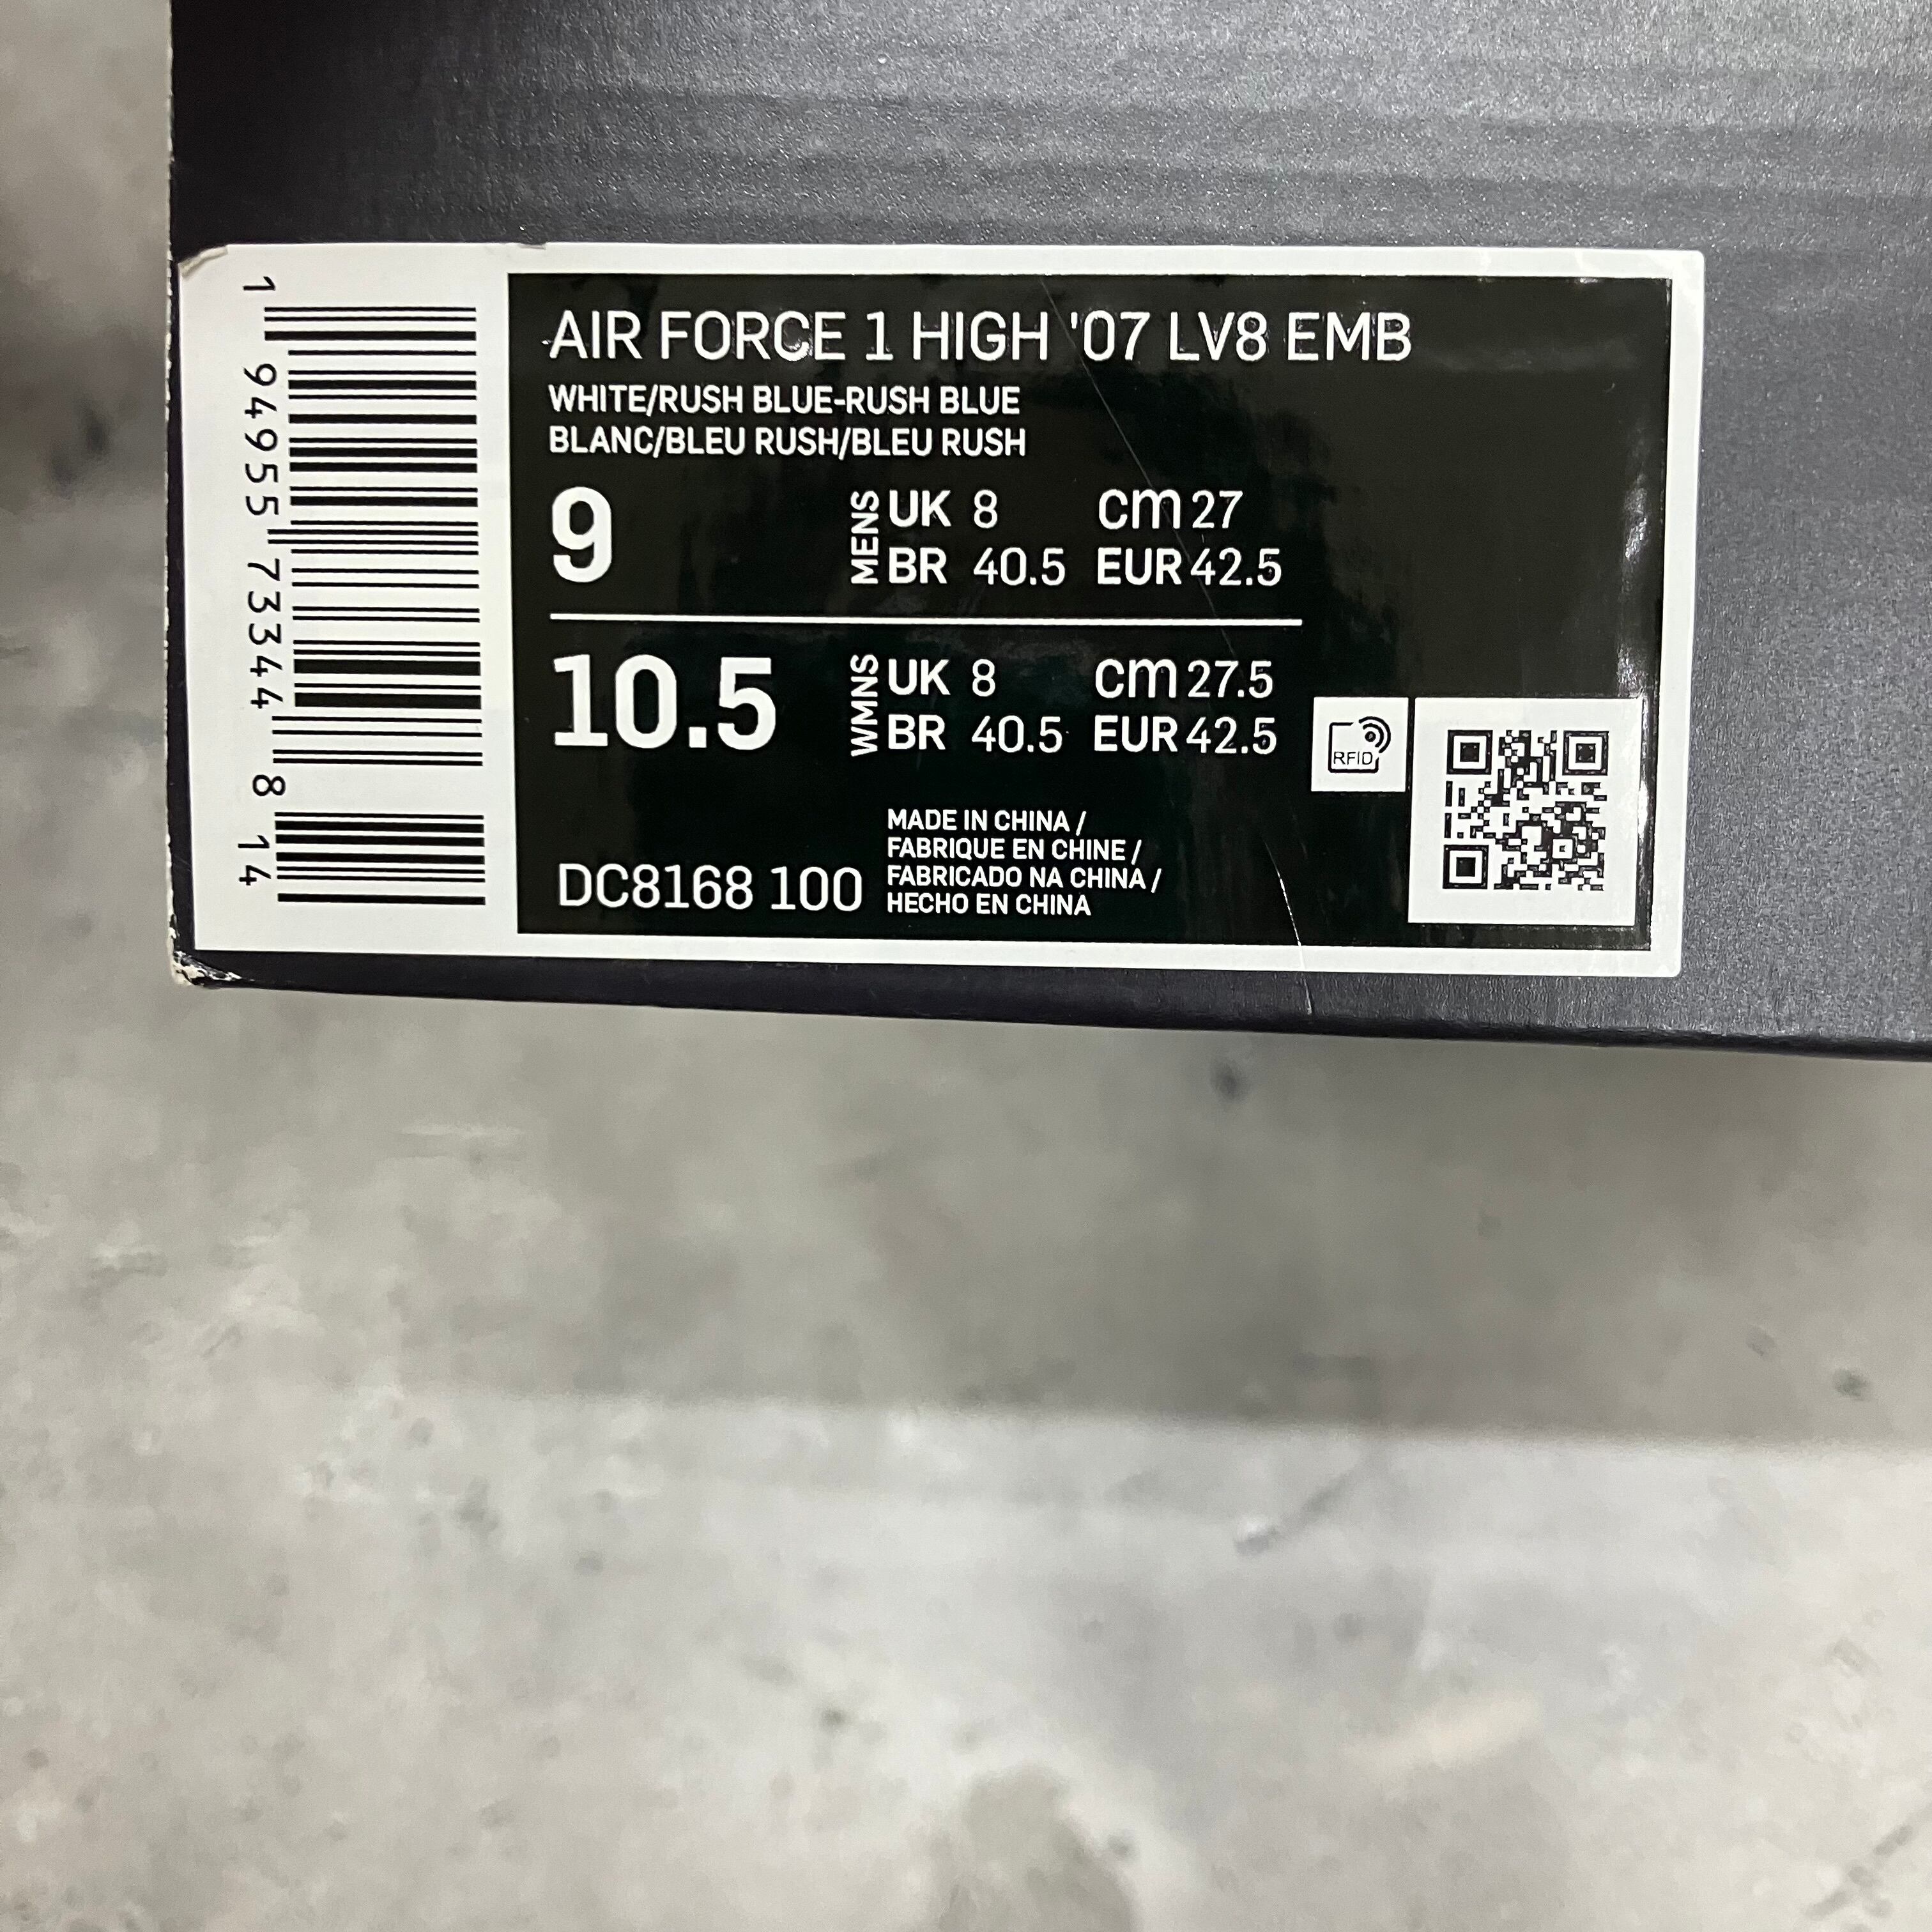 1 94955 73344 8 14
AIR FORCE 1 HIGH '07 LV8 EMB
WHITE/RUSH BLUE-RUSH BLUE
BLANC/BLEU RUSH/BLEU RUSH
9 MENS UK 8 cm 27
BR 40.5 EUR 42.5
10.5 WMNS UK 8 cm 27.5
BR 40.5 EUR 42.5
RFID
MADE IN CHINA /
FABRIQUE EN CHINE /
FABRICADO NA CHINA /
HECHO EN CHINA
DC8168 100